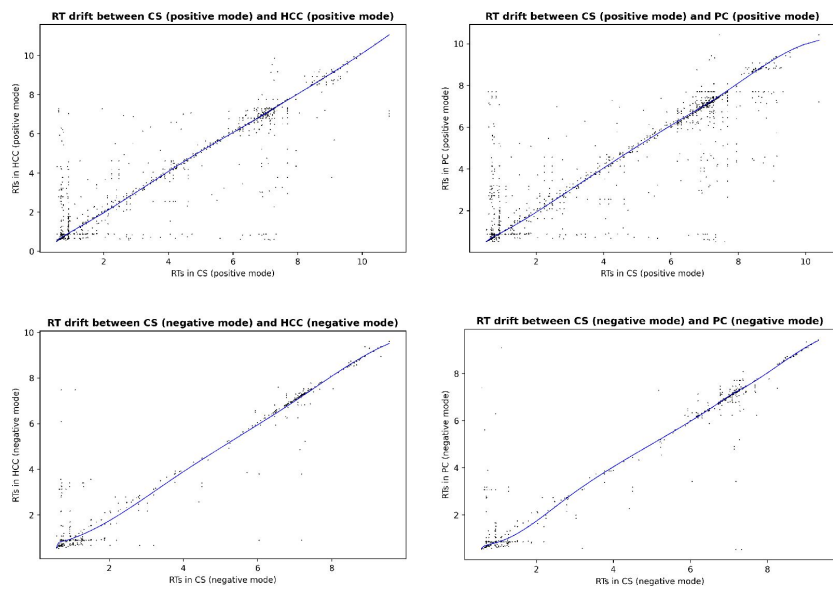 RT drift between CS (positive mode) and HCC (positive mode)
RTs in HCC (positive mode)
10
8
6
4
2
0
2 4 6 8 10
RTs in CS (positive mode)
RT drift between CS (positive mode) and PC (positive mode)
RTs in PC (positive mode)
10
8
6
4
2
2 4 6 8 10
RTs in CS (positive mode)
RT drift between CS (negative mode) and HCC (negative mode)
RTs in HCC (negative mode)
10
8
6
4
2
2 4 6 8
RTs in CS (negative mode)
RT drift between CS (negative mode) and PC (negative mode)
RTs in PC (negative mode)
8
6
4
2
2 4 6 8
RTs in CS (negative mode)